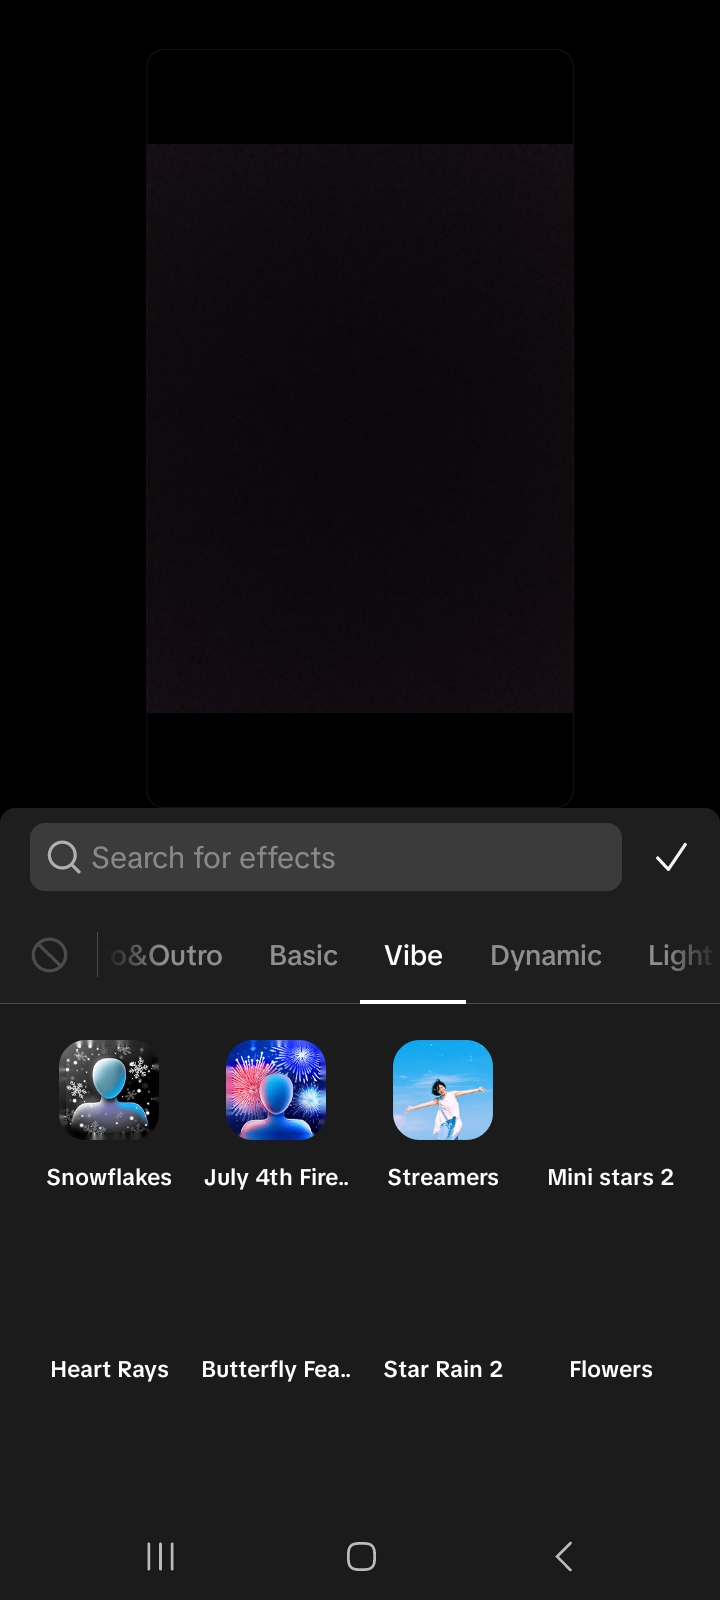 Search for effects
o&Outro Basic Vibe Dynamic Light
Snowflakes July 4th Fire.. Streamers Mini stars 2
Heart Rays Butterfly Fea.. Star Rain 2 Flowers